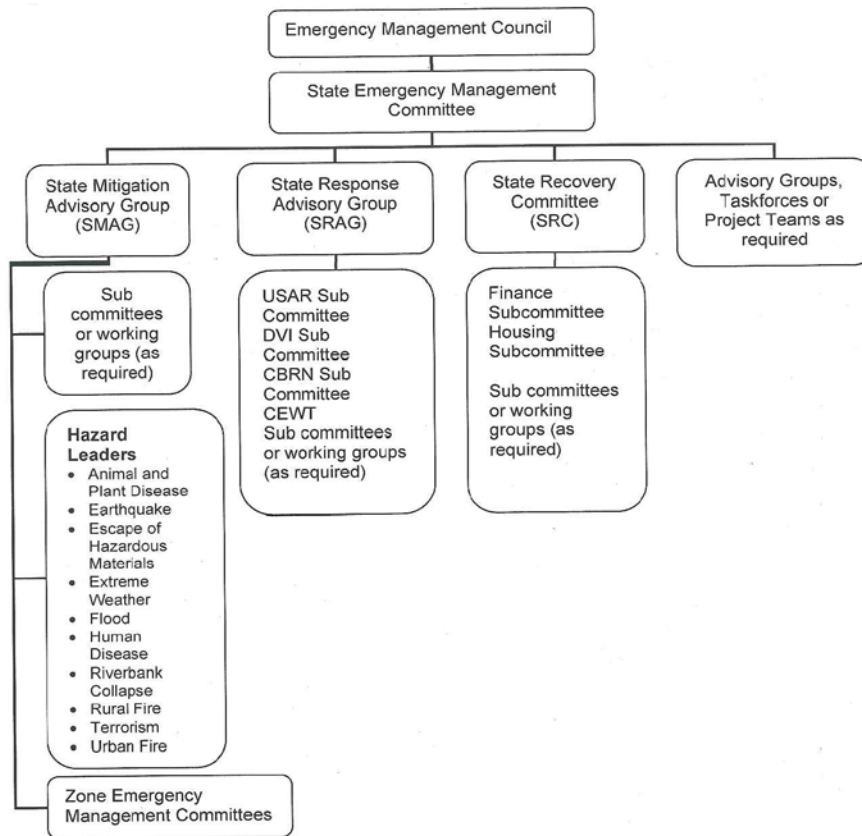 Emergency Management Council
State Emergency Management
Committee
State Mitigation
Advisory Group
(SMAG)
State Response
Advisory Group
(SRAG)
State Recovery
Committee
(SRC)
Advisory Groups,
Taskforces or
Project Teams as
required
Sub
committees
or working
groups (as
required)
USAR Sub
Committee
DVI Sub
Committee
CBRN Sub
Committee
CEWT
Sub committees
or working groups
(as required)
Finance
Subcommittee
Housing
Subcommittee
Sub committees
or working
groups (as
required)
Hazard
Leaders
• Animal and
Plant Disease
• Earthquake
• Escape of
Hazardous
Materials
• Extreme
Weather
• Flood
• Human
Disease
• Riverbank
Collapse
• Rural Fire
• Terrorism
• Urban Fire
Zone Emergency
Management Committees